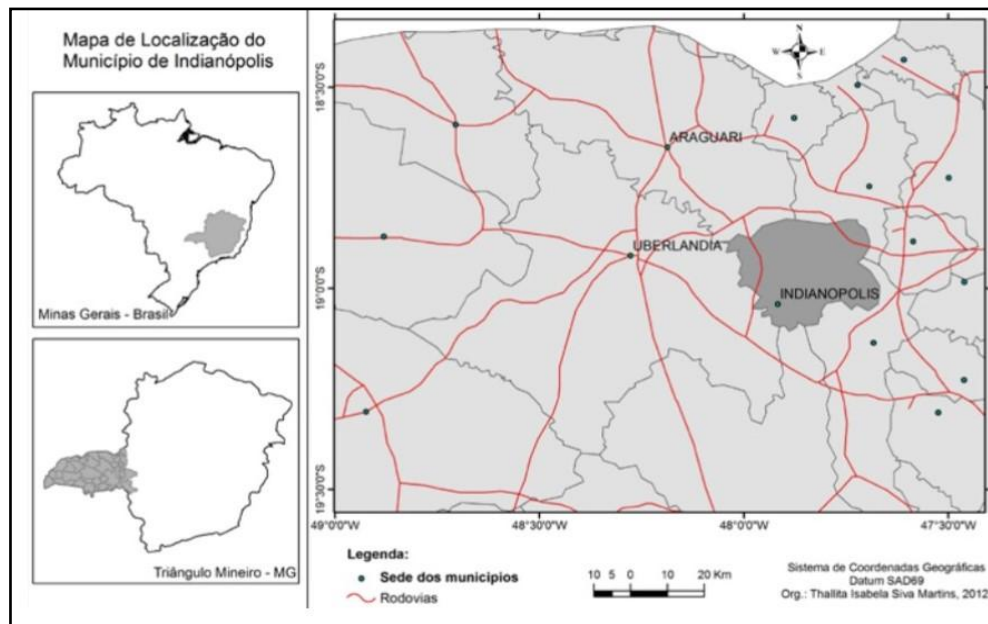 Mapa de Localização do
Município de Indianópolis
Minas Gerais - Brasil
Triângulo Mineiro - MG
N
W E
S
18°30'0"S
19°0'0"S
19°30'0"S
ARAGUARI
UBERLANDIA
INDIANOPOLIS
49°0'0"W 48°30'0"W 48°0'0"W 47°30'0"W
Legenda:
Sede dos municipios
Rodovias
10 5 0 10 20 Km
Sistema de Coordenadas Geográficas
Datum SAD69
Org.: Thallita Isabela Siva Martins, 2012